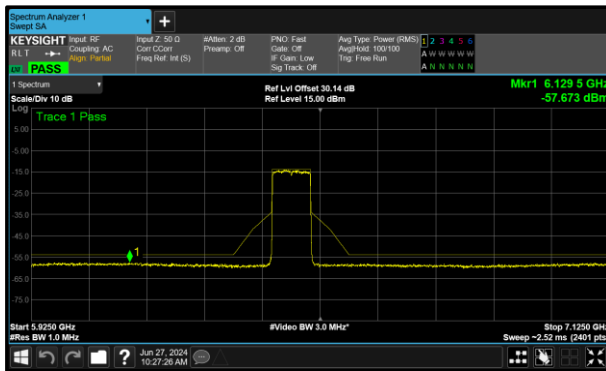 Spectrum Analyzer 1
Swept SA
KEYSIGHT Input: RF Input Z: 50 Ω #Atten: 2 dB PNO: Fast Avg Type: Power (RMS) 1 2 3 4 5 6
RLT Coupling: AC Corr CCorr Preamp: Off Gate: Off Avg|Hold: 100/100 A W W W W W
Align: Partial Freq Ref: Int (S) IF Gain: Low Trig: Free Run
PASS Sig Track: Off A N N N N N
1 Spectrum Ref Lvl Offset 30.14 dB Mkr1 6.129 5 GHz
Scale/Div 10 dB Ref Level 15.00 dBm -57.673 dBm
Log
Trace 1 Pass
5.00
-5.00
-15.0
-25.0
-35.0
-45.0
-55.0
1
-65.0
-75.0
Start 5.9250 GHz #Video BW 3.0 MHz* Stop 7.1250 GHz
#Res BW 1.0 MHz Sweep ~2.52 ms (2401 pts)
? Jun 27, 2024
10:27:26 AM